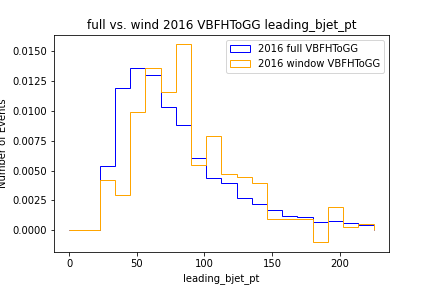 full vs. wind 2016 VBFHToGG leading_bjet_pt
2016 full VBFHToGG
2016 window VBFHToGG
Number of Events
0.0150
0.0125
0.0100
0.0075
0.0050
0.0025
0.0000
0 50 100 150 200
leading_bjet_pt